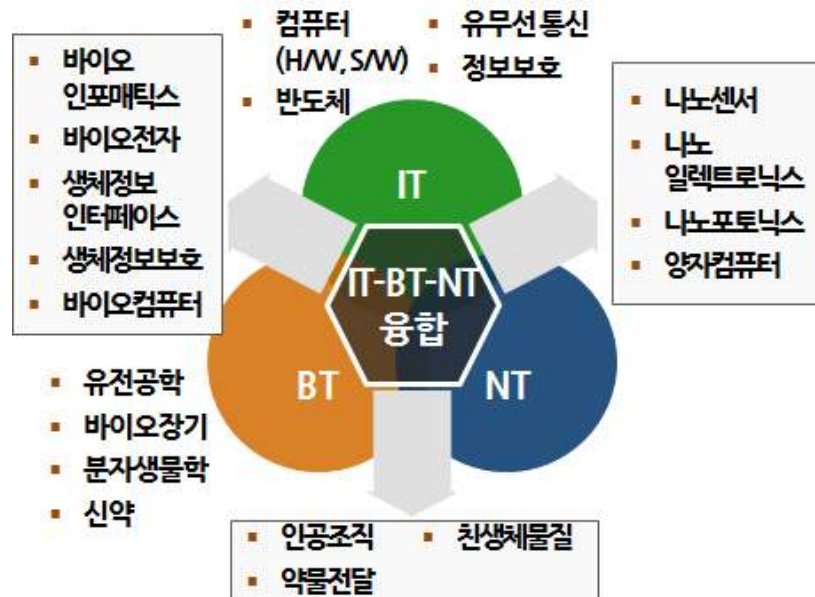 컴퓨터
(H/W, S/W)
반도체
유무선 통신
정보보호
바이오
인포매틱스
바이오전자
생체정보
인터페이스
생체정보보호
바이오컴퓨터
나노센서
나노
일렉트로닉스
나노포토닉스
양자컴퓨터
IT
IT-BT-NT
융합
BT
NT
유전공학
바이오장기
분자생물학
신약
인공조직
친생체물질
약물전달